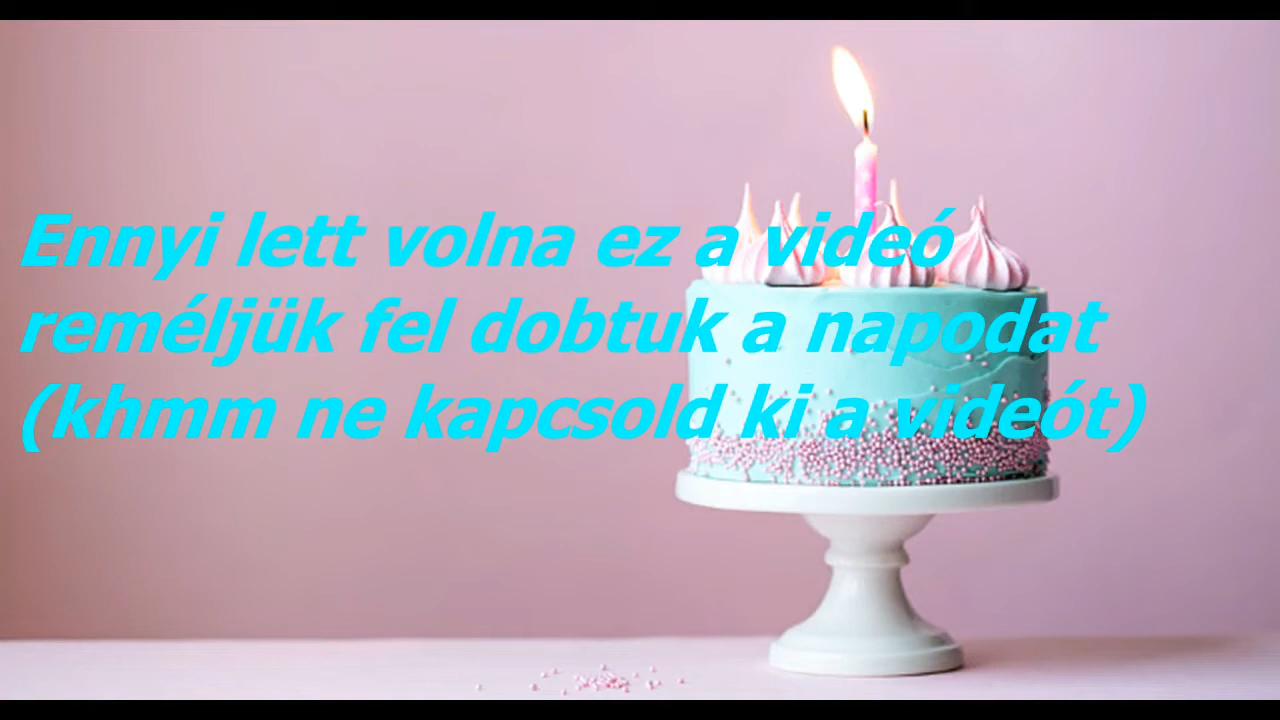 Ennyi lett volna ez a videó
reméljük fel dobtuk a napodat
(khmm ne kapcsold ki a videót)